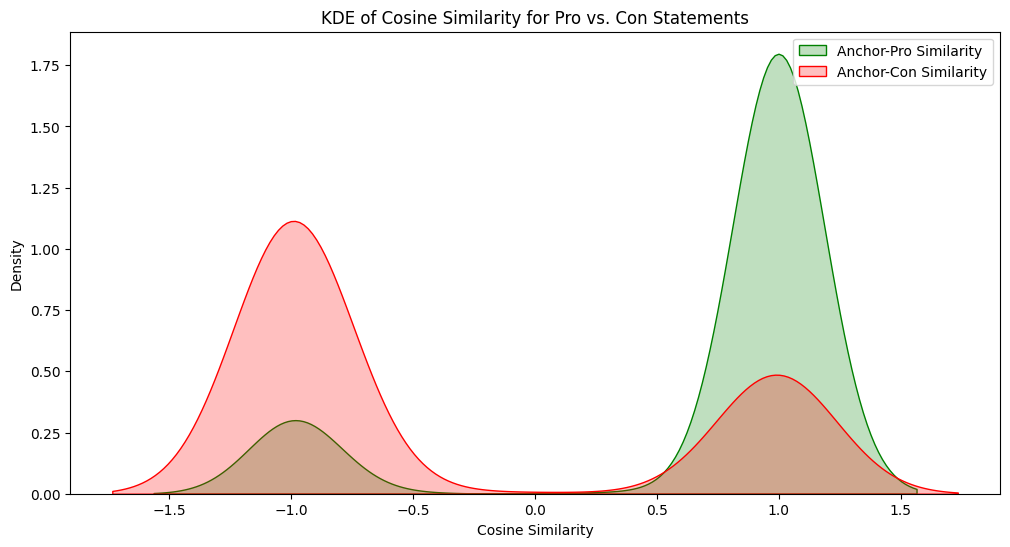 KDE of Cosine Similarity for Pro vs. Con Statements
Anchor-Pro Similarity
Anchor-Con Similarity
Density
1.75
1.50
1.25
1.00
0.75
0.50
0.25
0.00
−1.5 −1.0 −0.5 0.0 0.5 1.0 1.5
Cosine Similarity